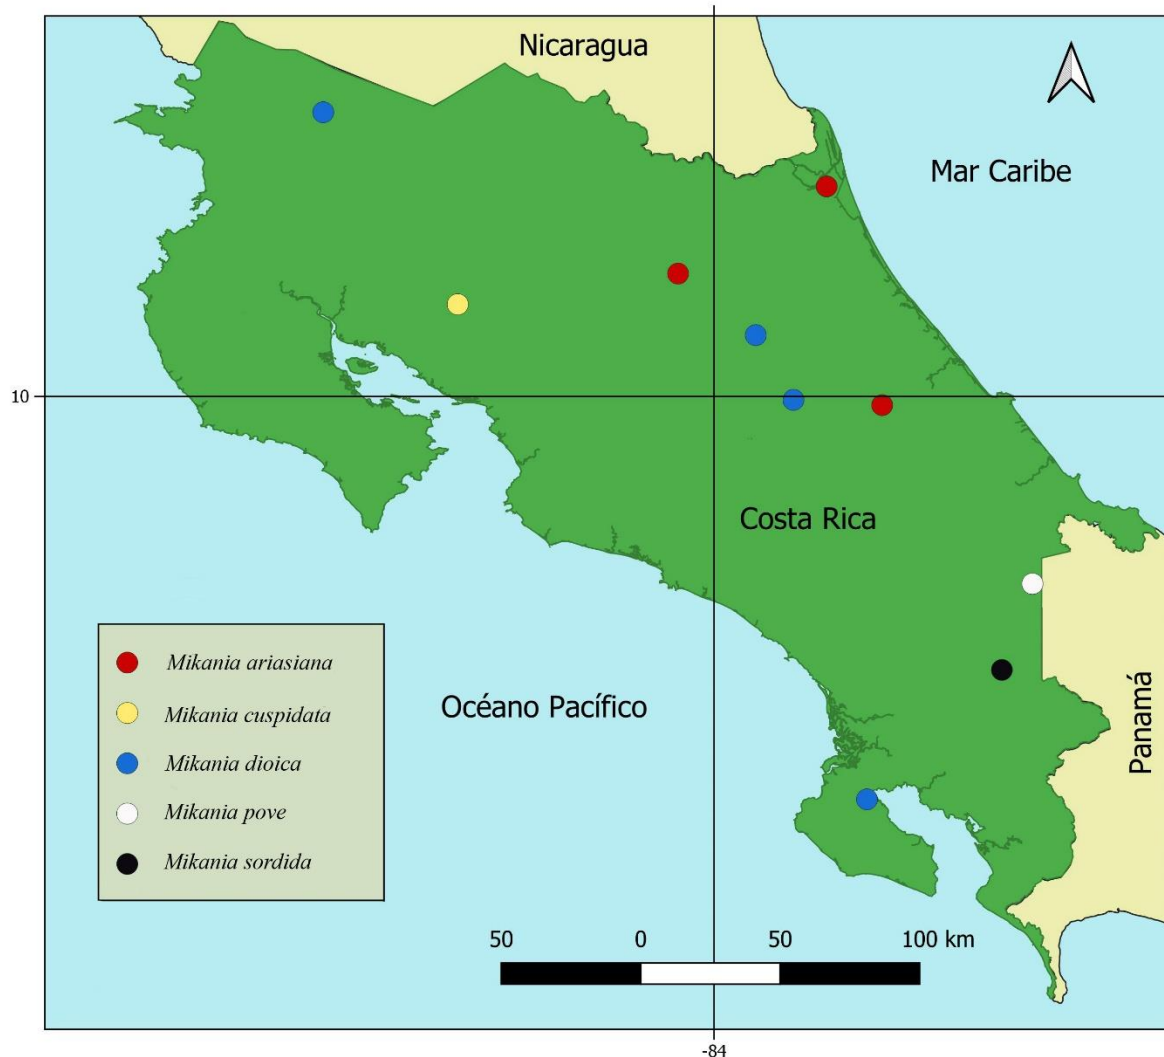 Nicaragua
Mar Caribe
10
Costa Rica
Mikania ariasiana
Mikania cuspidata
Mikania dioica
Mikania pove
Mikania sordida
Océano Pacífico
Panamá
50 0 50 100 km
-84